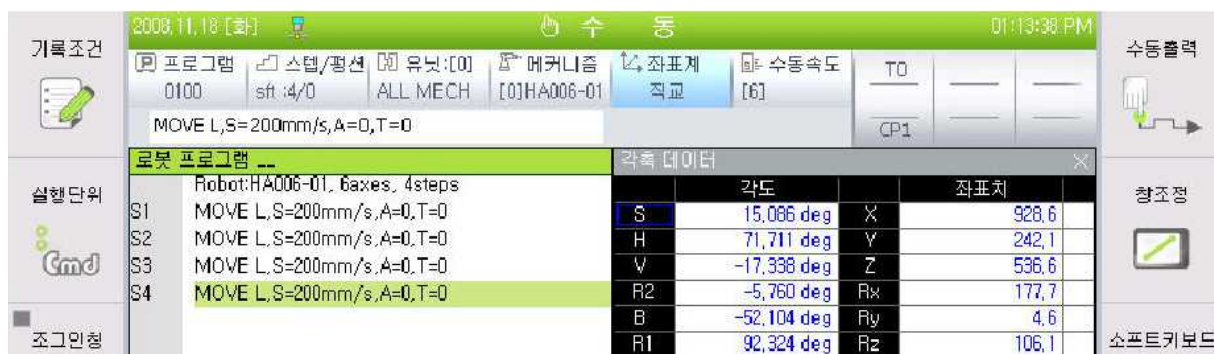 기록조건
실행단위
Cmd
조그인칭
2008,11,18 [화]
수 동
01:13:38 PM
P 프로그램
0100
스텝/펑션
sft :4/0
유닛:[0]
ALL MECH
메커니즘
[0]HA006-01
좌표계
직교
수동속도
[6]
T0
CP1
MOVE L,S=200mm/s,A=0,T=0
로봇 프로그램 __
Robot:HA006-01, 6axes, 4steps
S1 MOVE L,S=200mm/s,A=0,T=0
S2 MOVE L,S=200mm/s,A=0,T=0
S3 MOVE L,S=200mm/s,A=0,T=0
S4 MOVE L,S=200mm/s,A=0,T=0
각축 데이터
각도 좌표치
S 15,086 deg X 928,6
H 71,711 deg Y 242,1
V -17,338 deg Z 536,6
R2 -5,760 deg Rx 177,7
B -52,104 deg Ry 4,6
R1 92,324 deg Rz 106,1
수동출력
창조정
소프트키보드